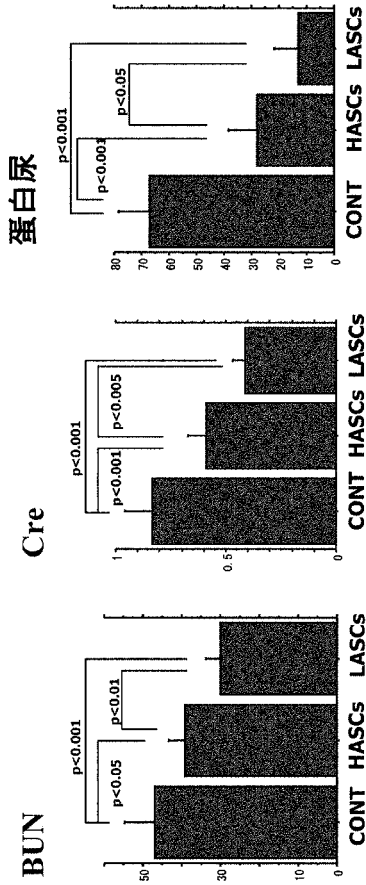 BUN
p<0.001
p<0.01
p<0.05
50
30
10
0
CONT HASCs LASCs
Cre
p<0.001
p<0.005
p<0.001
1
0.5
0
CONT HASCs LASCs
蛋白尿
p<0.001
p<0.05
p<0.001
80
70
60
50
40
30
20
10
0
CONT HASCs LASCs